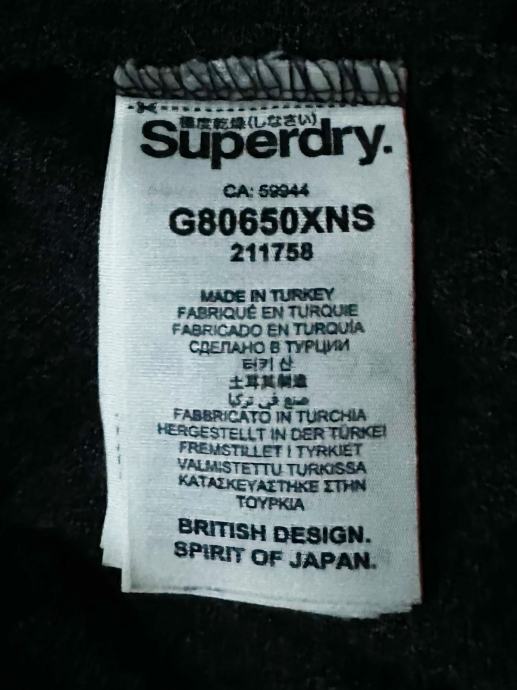 極度乾燥(しなさい)
Superdry.
CA: 59944
G80650XNS
211758
MADE IN TURKEY
FABRIQUÉ EN TURQUIE
FABRICADO EN TURQUÍA
СДЕЛАНО В ТУРЦИИ
터키 산
土耳其製造
صنع في تركيا
FABBRICATO IN TURCHIA
HERGESTELLT IN DER TÜRKEI
FREMSTILLET I TYRKIET
VALMISTETTU TURKISSA
ΚΑΤΑΣΚΕΥΑΣΤΗΚΕ ΣΤΗΝ
ΤΟΥΡΚΙΑ
BRITISH DESIGN.
SPIRIT OF JAPAN.